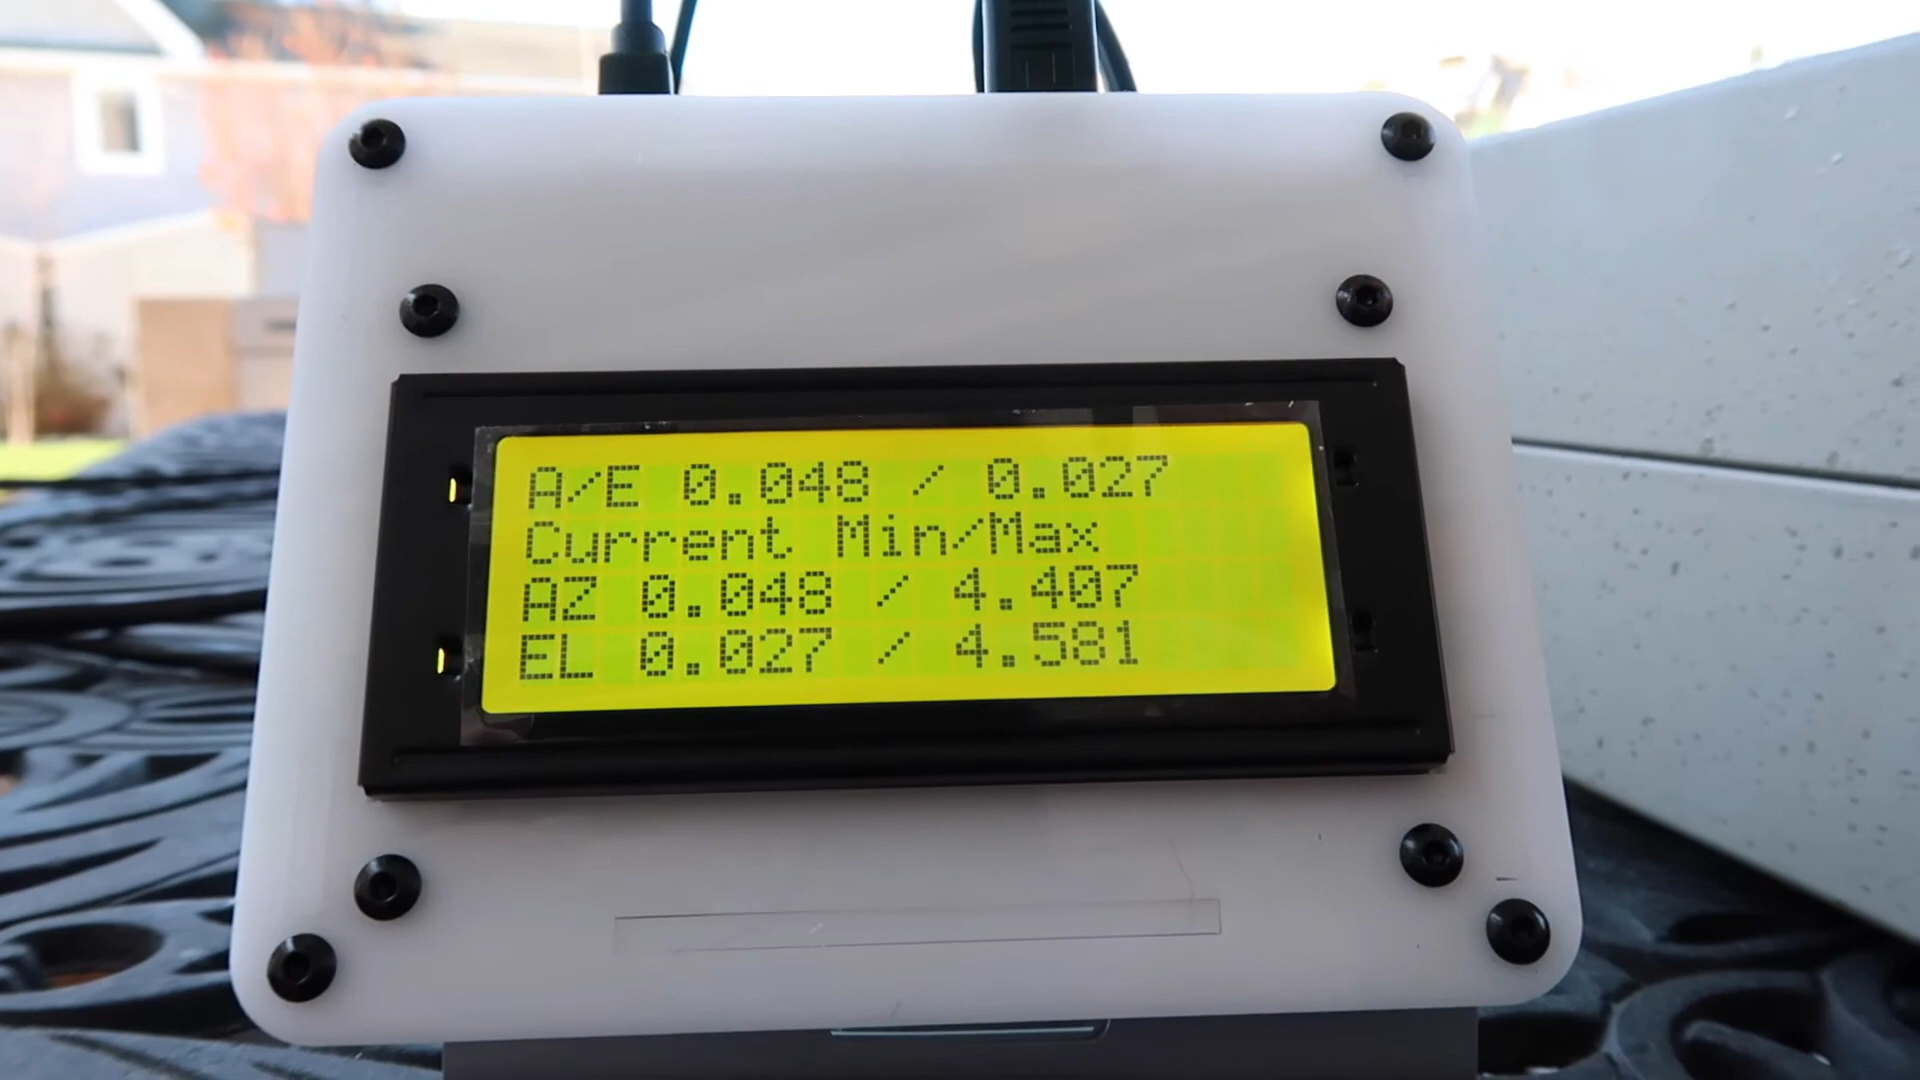 A/E 0.048 / 0.027
Current Min/Max
AZ 0.048 / 4.407
EL 0.027 / 4.581